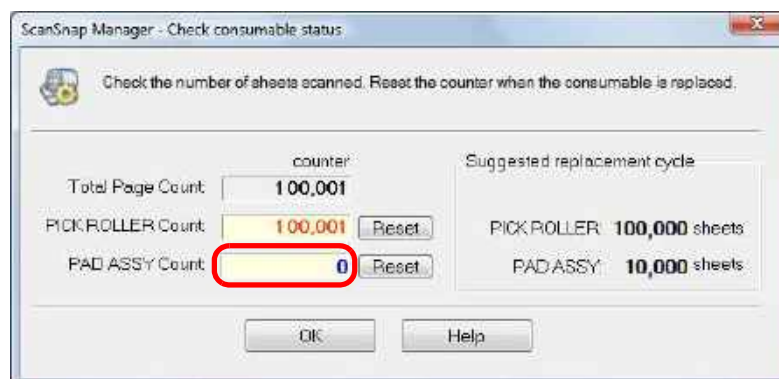 ScanSnap Manager - Check consumable status
Check the number of sheets scanned. Reset the counter when the consumable is replaced.
counter
Suggested replacement cycle
Total Page Count: 100,001
PICK ROLLER Count: 100,001 Reset PICK ROLLER: 100,000 sheets
PAD ASSY Count: 0 Reset PAD ASSY: 10,000 sheets
OK Help